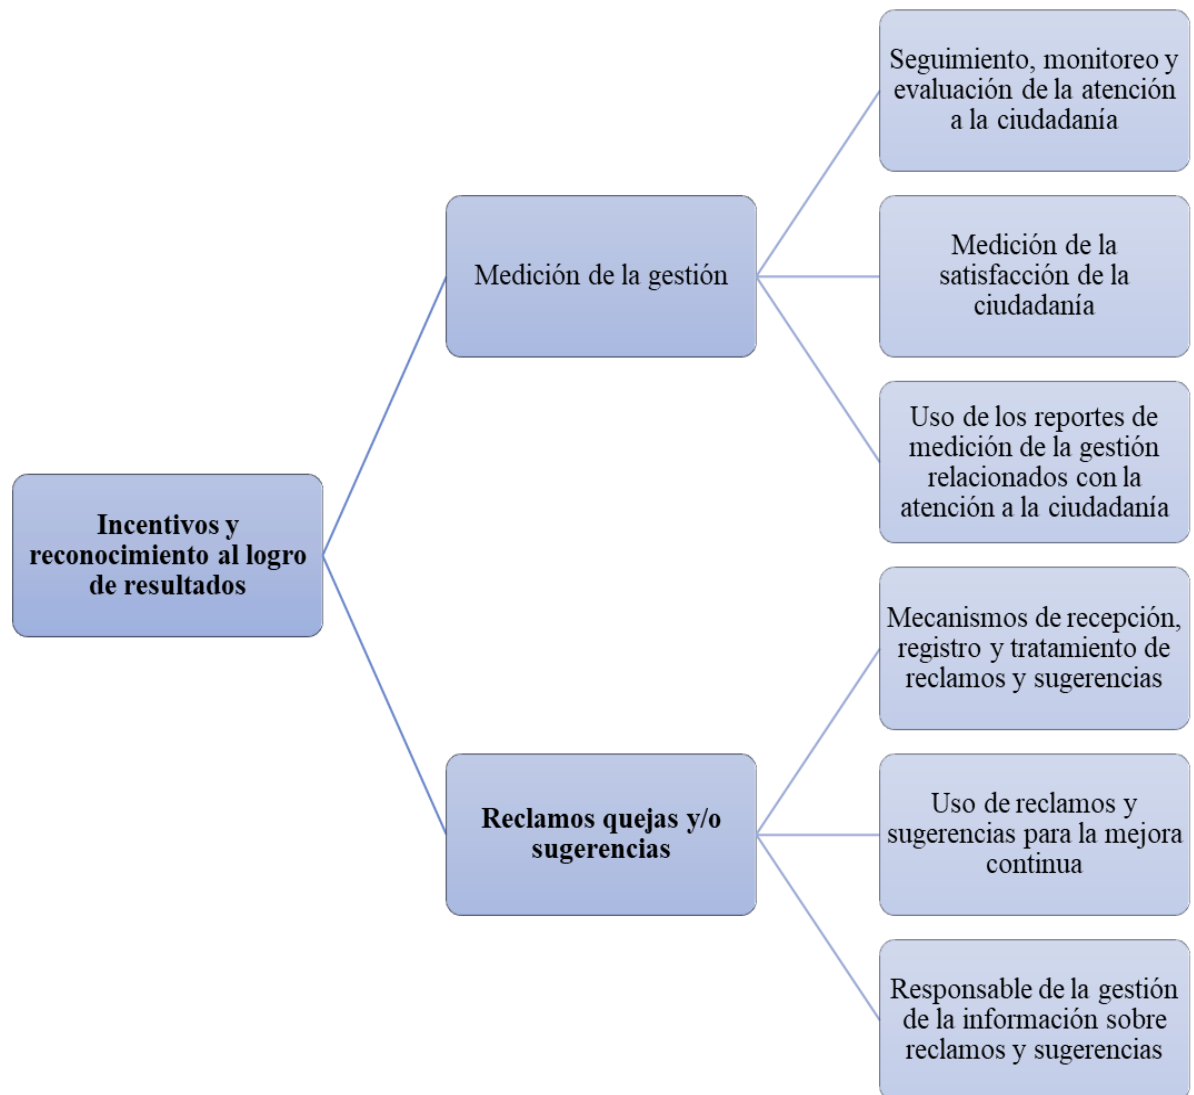 Incentivos y
reconocimiento al logro
de resultados
Medición de la gestión
Seguimiento, monitoreo y
evaluación de la atención
a la ciudadanía
Medición de la
satisfacción de la
ciudadanía
Uso de los reportes de
medición de la gestión
relacionados con la
atención a la ciudadanía
Reclamos quejas y/o
sugerencias
Mecanismos de recepción,
registro y tratamiento de
reclamos y sugerencias
Uso de reclamos y
sugerencias para la mejora
continua
Responsable de la gestión
de la información sobre
reclamos y sugerencias